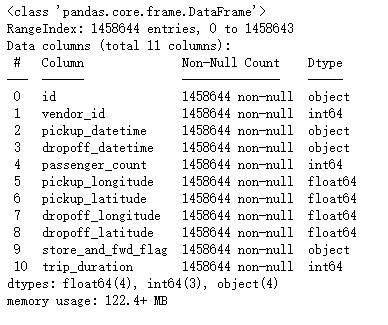 <class 'pandas.core.frame.DataFrame'>
RangeIndex: 1458644 entries, 0 to 1458643
Data columns (total 11 columns):
 #   Column              Non-Null Count    Dtype
---  ------              --------------    -----
 0   id                  1458644 non-null  object
 1   vendor_id           1458644 non-null  int64
 2   pickup_datetime     1458644 non-null  object
 3   dropoff_datetime    1458644 non-null  object
 4   passenger_count     1458644 non-null  int64
 5   pickup_longitude    1458644 non-null  float64
 6   pickup_latitude     1458644 non-null  float64
 7   dropoff_longitude   1458644 non-null  float64
 8   dropoff_latitude    1458644 non-null  float64
 9   store_and_fwd_flag  1458644 non-null  object
 10  trip_duration       1458644 non-null  int64
dtypes: float64(4), int64(3), object(4)
memory usage: 122.4+ MB